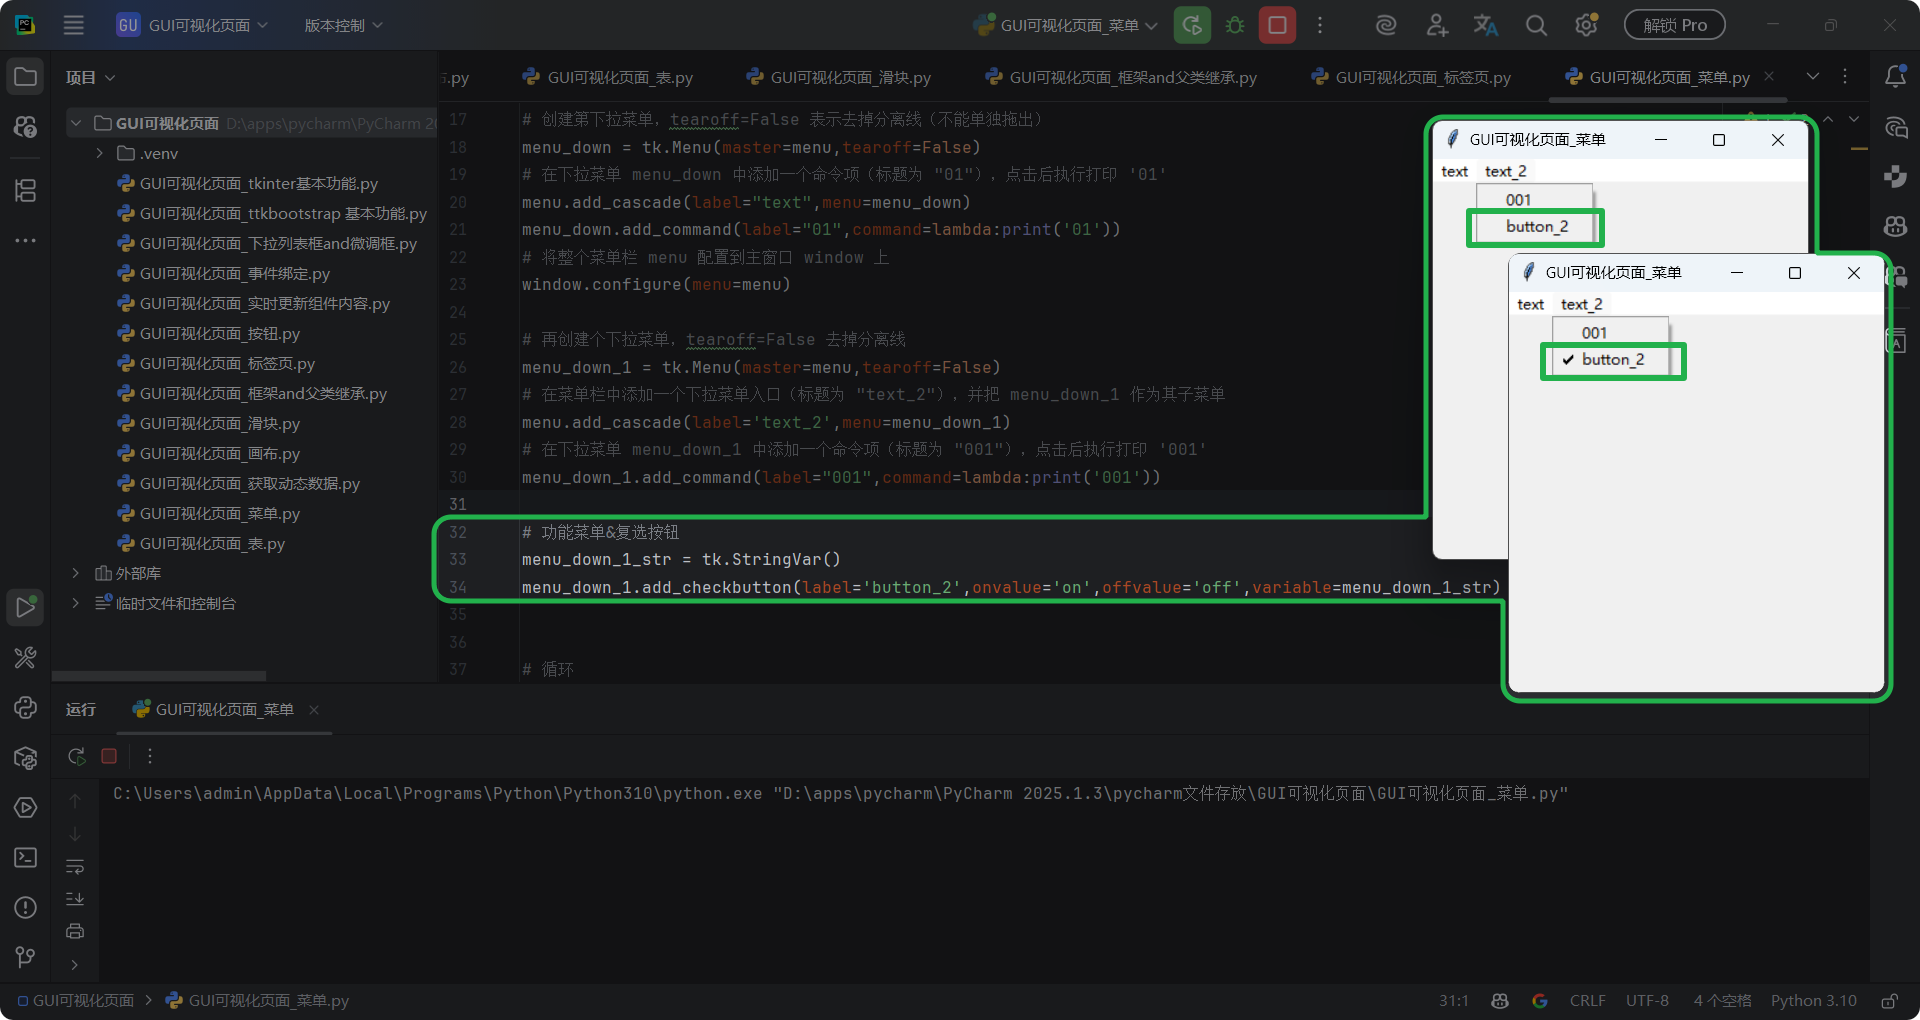 GU GUI可视化页面 版本控制 GUI可视化页面_菜单 解锁 Pro
项目
.py GUI可视化页面_表.py GUI可视化页面_滑块.py GUI可视化页面_框架and父类继承.py GUI可视化页面_标签页.py GUI可视化页面_菜单.py
GUI可视化页面 D:\apps\pycharm\PyCharm 20
.venv
GUI可视化页面_tkinter基本功能.py
GUI可视化页面_ttkbootstrap 基本功能.py
GUI可视化页面_下拉列表框and微调框.py
GUI可视化页面_事件绑定.py
GUI可视化页面_实时更新组件内容.py
GUI可视化页面_按钮.py
GUI可视化页面_标签页.py
GUI可视化页面_框架and父类继承.py
GUI可视化页面_滑块.py
GUI可视化页面_画布.py
GUI可视化页面_获取动态数据.py
GUI可视化页面_菜单.py
GUI可视化页面_表.py
外部库
临时文件和控制台
17 # 创建第下拉菜单，tearoff=False 表示去掉分离线（不能单独拖出）
18 menu_down = tk.Menu(master=menu,tearoff=False)
19 # 在下拉菜单 menu_down 中添加一个命令项（标题为 "01"），点击后执行打印 '01'
20 menu.add_cascade(label="text",menu=menu_down)
21 menu_down.add_command(label="01",command=lambda:print('01'))
22 # 将整个菜单栏 menu 配置到主窗口 window 上
23 window.configure(menu=menu)
24
25 # 再创建个下拉菜单，tearoff=False 去掉分离线
26 menu_down_1 = tk.Menu(master=menu,tearoff=False)
27 # 在菜单栏中添加一个下拉菜单入口（标题为 "text_2"），并把 menu_down_1 作为其子菜单
28 menu.add_cascade(label='text_2',menu=menu_down_1)
29 # 在下拉菜单 menu_down_1 中添加一个命令项（标题为 "001"），点击后执行打印 '001'
30 menu_down_1.add_command(label="001",command=lambda:print('001'))
31
32 # 功能菜单&复选按钮
33 menu_down_1_str = tk.StringVar()
34 menu_down_1.add_checkbutton(label='button_2',onvalue='on',offvalue='off',variable=menu_down_1_str)
35
36
37 # 循环
GUI可视化页面_菜单
text text_2
001
button_2
GUI可视化页面_菜单
text text_2
001
✔ button_2
运行 GUI可视化页面_菜单
C:\Users\admin\AppData\Local\Programs\Python\Python310\python.exe "D:\apps\pycharm\PyCharm 2025.1.3\pycharm文件存放\GUI可视化页面\GUI可视化页面_菜单.py"
GUI可视化页面 GUI可视化页面_菜单.py 31:1 CRLF UTF-8 4 个空格 Python 3.10